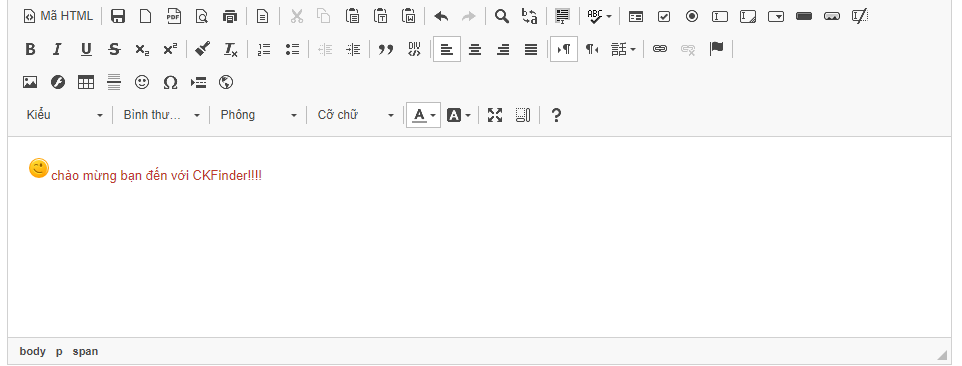 Mã HTML
Kiểu Bình thư... Phông Cỡ chữ
chào mừng bạn đến với CKFinder!!!!
body p span